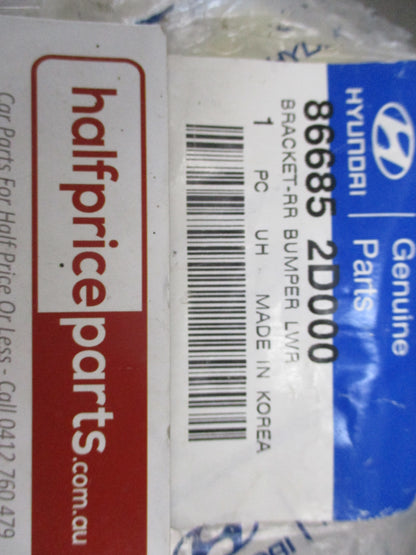 HYUNDAI
Genuine
Parts
86685 2D000
BRACKET-RR BUMPER LWR
1 PC UH MADE IN KOREA
halfpriceparts.com.au
Car Parts For Half Price Or Less - Call 0412 760 479